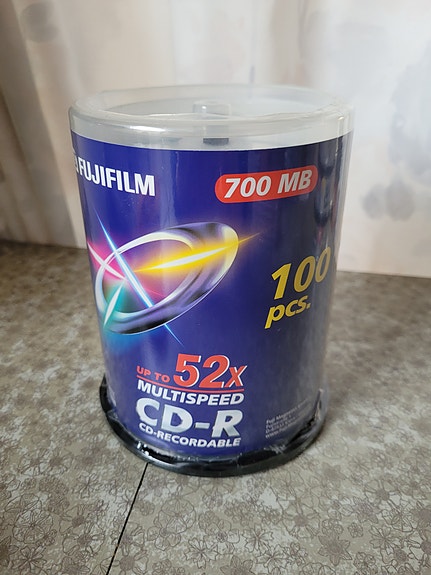 FUJIFILM
700 MB
100
pcs.
UP TO 52x
MULTISPEED
CD-R
CD-RECORDABLE